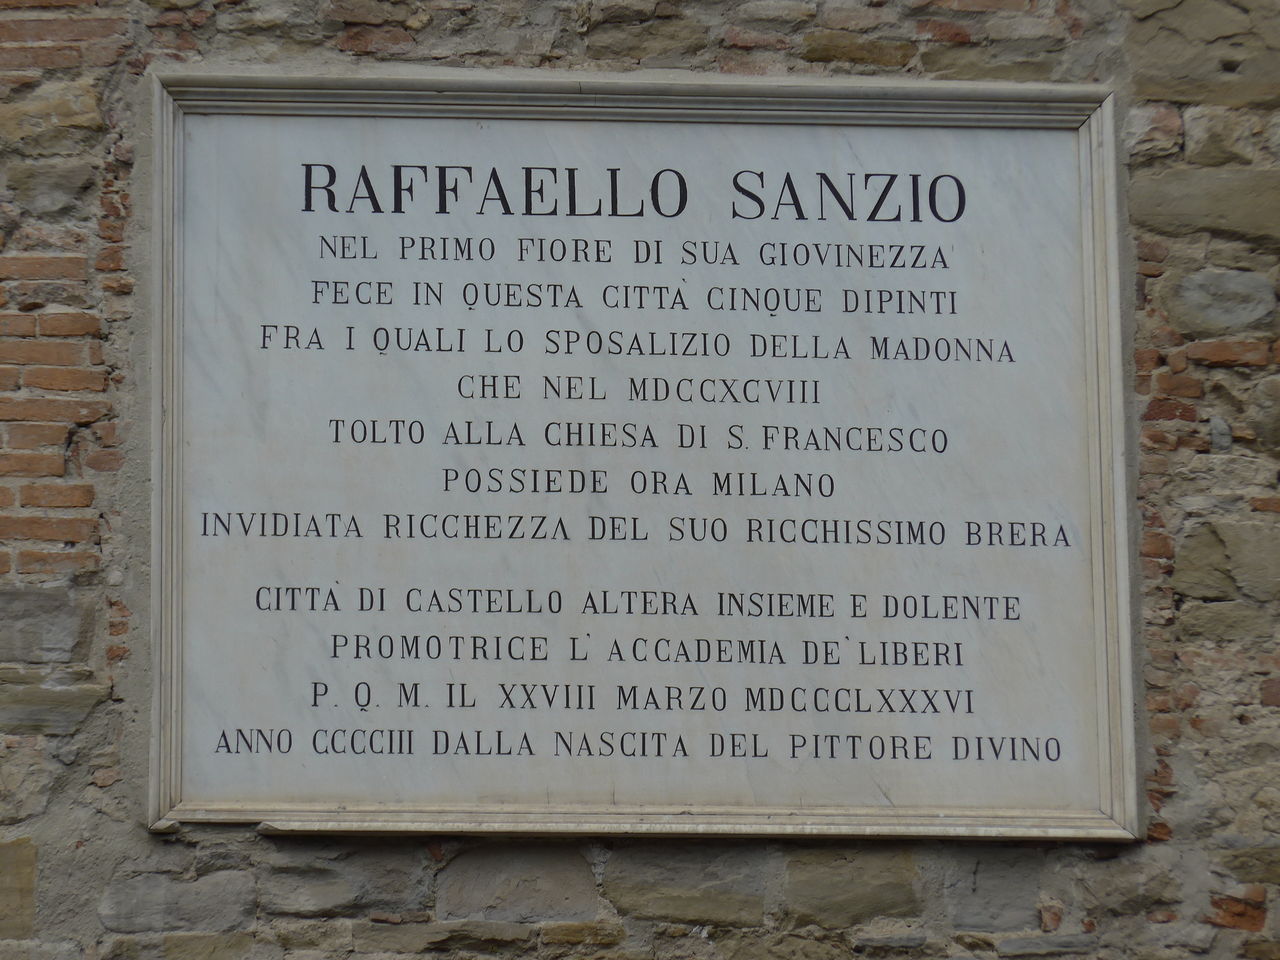 RAFFAELLO SANZIO
NEL PRIMO FIORE DI SUA GIOVINEZZA
FECE IN QUESTA CITTÀ CINQUE DIPINTI
FRA I QUALI LO SPOSALIZIO DELLA MADONNA
CHE NEL MDCCXCVIII
TOLTO ALLA CHIESA DI S. FRANCESCO
POSSIEDE ORA MILANO
INVIDIATA RICCHEZZA DEL SUO RICCHISSIMO BRERA
CITTÀ DI CASTELLO ALTERA INSIEME E DOLENTE
PROMOTRICE L'ACCADEMIA DE'LIBERI
P. Q. M. IL XXVIII MARZO MDCCCLXXXVI
ANNO CCCCIII DALLA NASCITA DEL PITTORE DIVINO